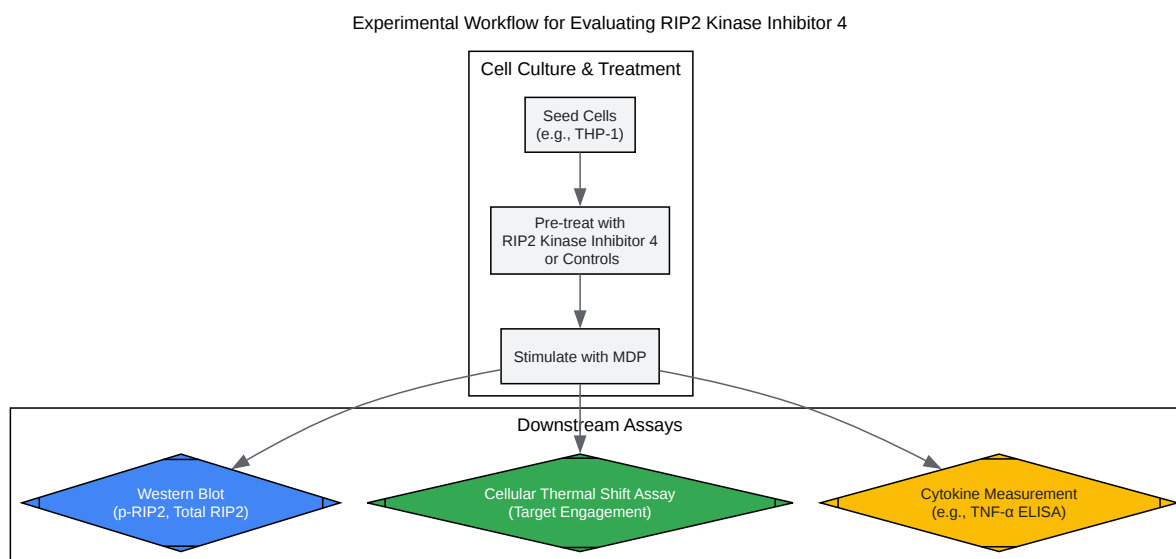 Experimental Workflow for Evaluating RIP2 Kinase Inhibitor 4
Cell Culture & Treatment
Seed Cells
(e.g., THP-1)
Pre-treat with
RIP2 Kinase Inhibitor 4
or Controls
Stimulate with MDP
Downstream Assays
Western Blot
(p-RIP2, Total RIP2)
Cellular Thermal Shift Assay
(Target Engagement)
Cytokine Measurement
(e.g., TNF-α ELISA)